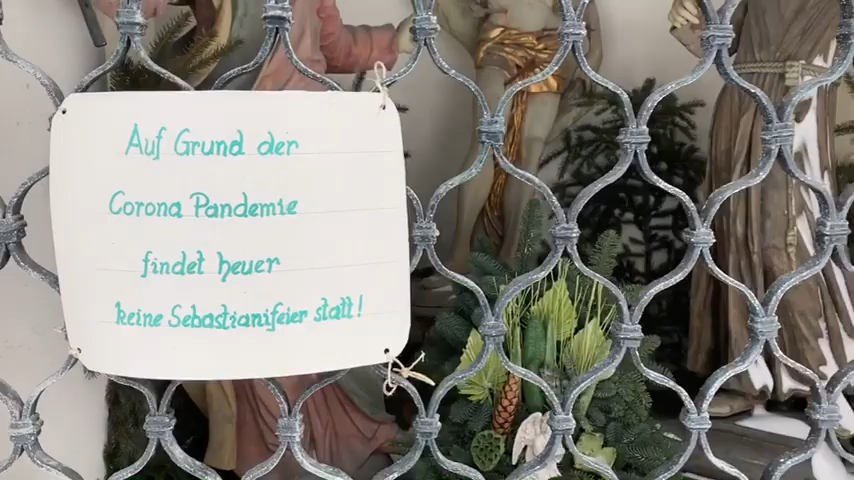 Auf Grund der
Corona Pandemie
findet heuer
keine Sebastianifeier statt!